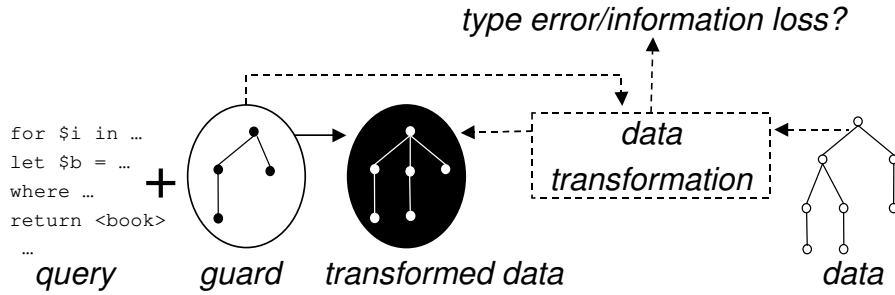 type error/information loss?
for $i in …
let $b = …
where …
return <book>
…
+
data
transformation
query
guard
transformed data
data